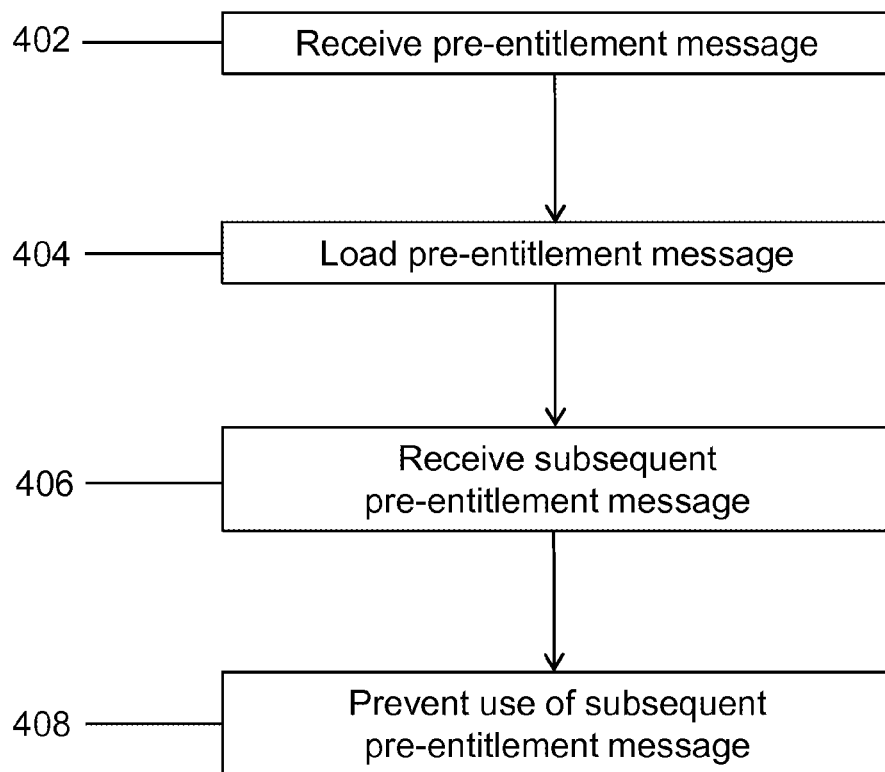 402
Receive pre-entitlement message
404
Load pre-entitlement message
406
Receive subsequent
pre-entitlement message
408
Prevent use of subsequent
pre-entitlement message